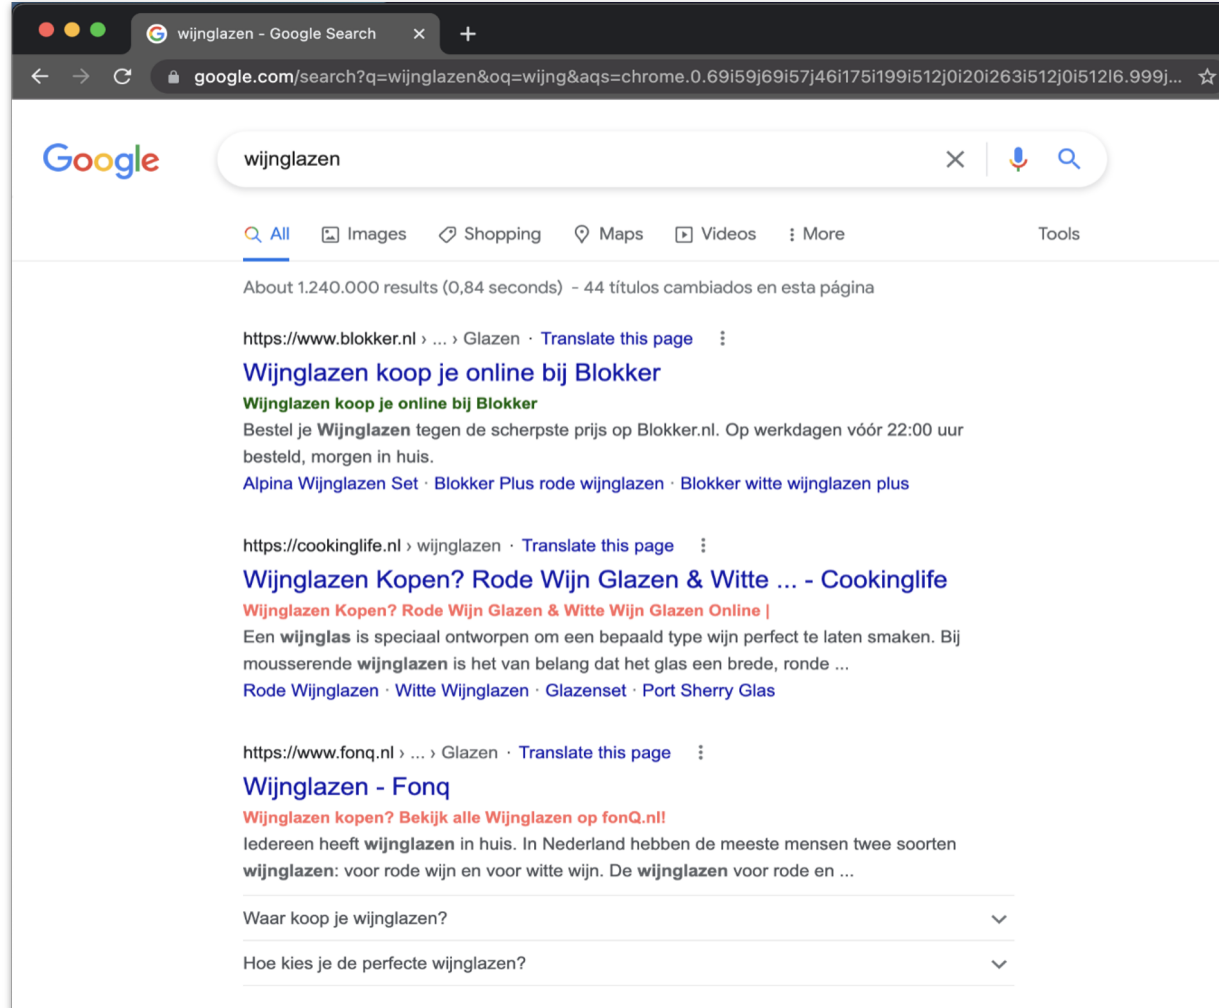 wijnglazen - Google Search
google.com/search?q=wijnglazen&oq=wijng&aqs=chrome.0.69i59j69i57j46i175i199i512j0i20i263i512j0i512l6.999j...
Google
wijnglazen
All Images Shopping Maps Videos More Tools
About 1.240.000 results (0,84 seconds) - 44 títulos cambiados en esta página
https://www.blokker.nl › ... › Glazen · Translate this page
Wijnglazen koop je online bij Blokker
Wijnglazen koop je online bij Blokker
Bestel je Wijnglazen tegen de scherpste prijs op Blokker.nl. Op werkdagen vóór 22:00 uur
besteld, morgen in huis.
Alpina Wijnglazen Set · Blokker Plus rode wijnglazen · Blokker witte wijnglazen plus
https://cookinglife.nl › wijnglazen · Translate this page
Wijnglazen Kopen? Rode Wijn Glazen & Witte ... - Cookinglife
Wijnglazen Kopen? Rode Wijn Glazen & Witte Wijn Glazen Online |
Een wijnglas is speciaal ontworpen om een bepaald type wijn perfect te laten smaken. Bij
mousserende wijnglazen is het van belang dat het glas een brede, ronde ...
Rode Wijnglazen · Witte Wijnglazen · Glazenset · Port Sherry Glas
https://www.fonq.nl › ... › Glazen · Translate this page
Wijnglazen - Fonq
Wijnglazen kopen? Bekijk alle Wijnglazen op fonQ.nl!
Iedereen heeft wijnglazen in huis. In Nederland hebben de meeste mensen twee soorten
wijnglazen: voor rode wijn en voor witte wijn. De wijnglazen voor rode en ...
Waar koop je wijnglazen?
Hoe kies je de perfecte wijnglazen?